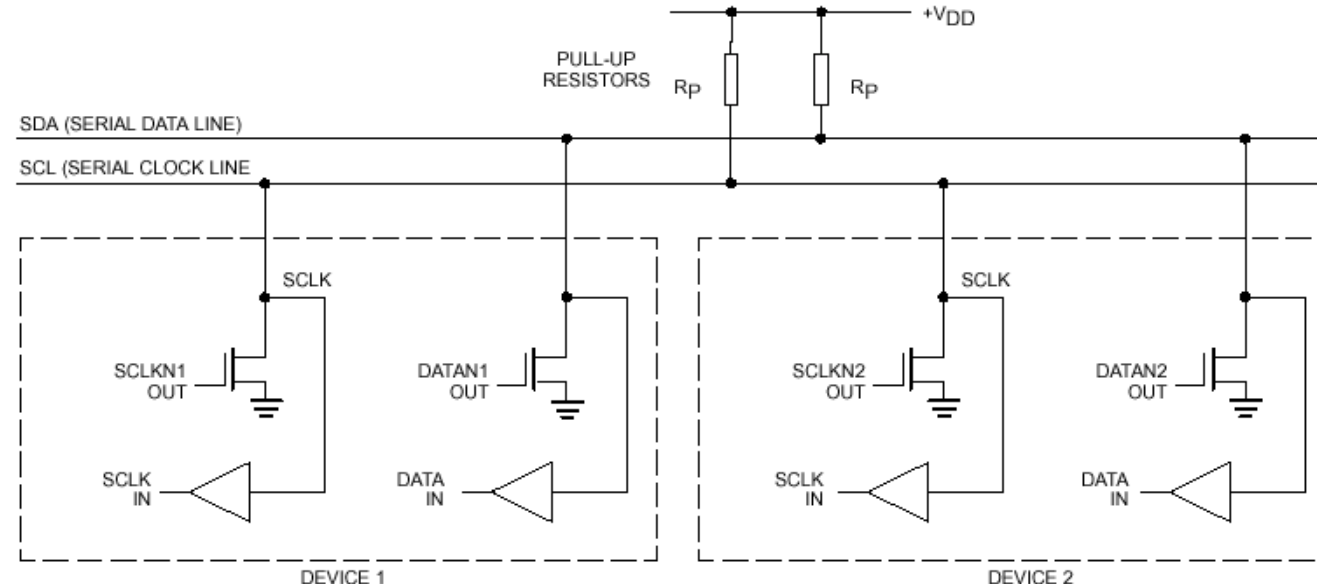 +VDD
PULL-UP
RESISTORS
RP
RP
SDA (SERIAL DATA LINE)
SCL (SERIAL CLOCK LINE
SCLK
SCLK
SCLKN1
OUT
DATAN1
OUT
SCLKN2
OUT
DATAN2
OUT
SCLK
IN
DATA
IN
SCLK
IN
DATA
IN
DEVICE 1
DEVICE 2